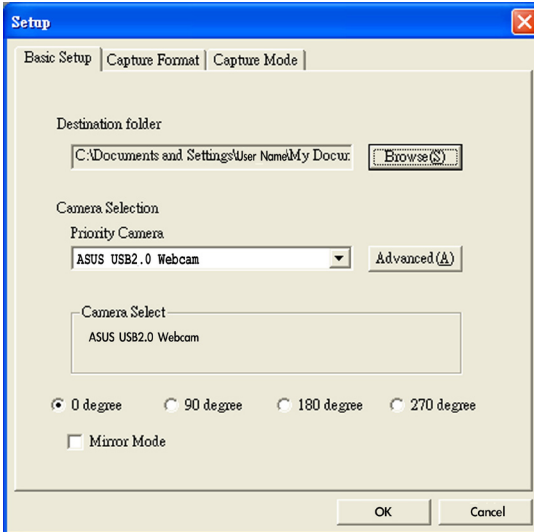 Setup
Basic Setup Capture Format Capture Mode
Destination folder
C:\Documents and Settings\User Name\My Docur Browse(S)
Camera Selection
Priority Camera
ASUS USB2.0 Webcam Advanced(A)
Camera Select
ASUS USB2.0 Webcam
0 degree 90 degree 180 degree 270 degree
Mirror Mode
OK Cancel